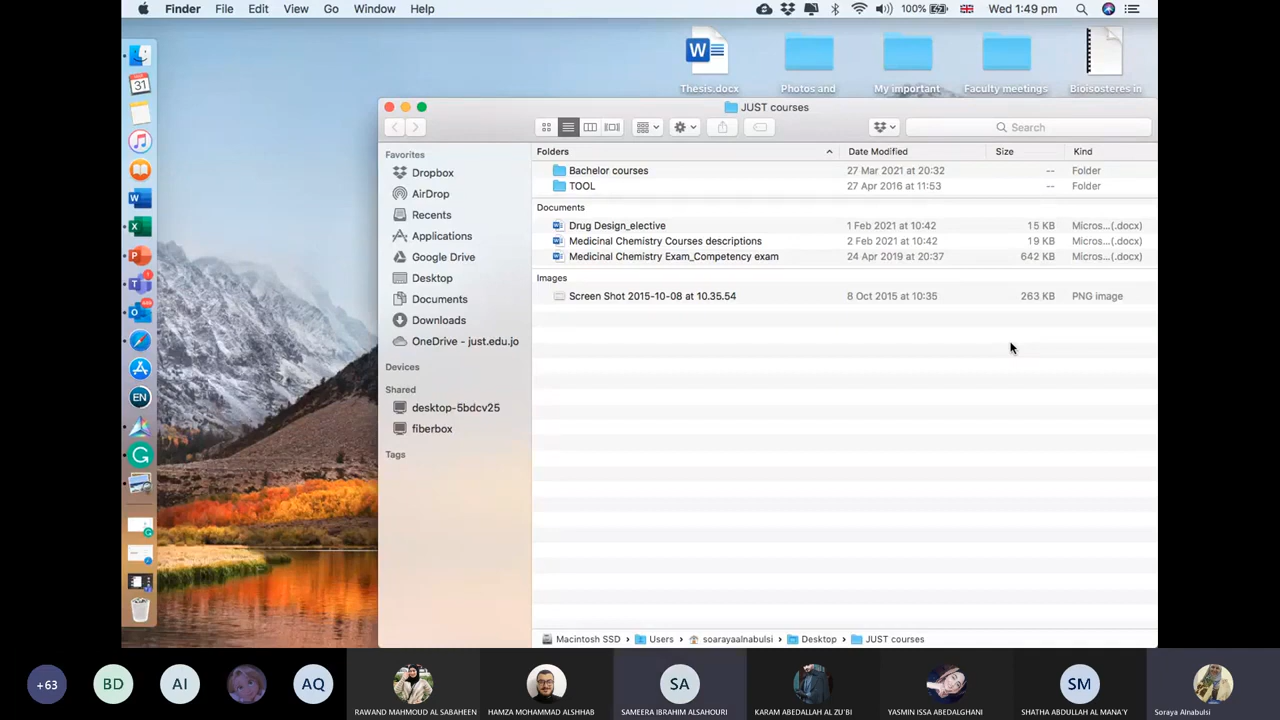 Finder File Edit View Go Window Help 100% Wed 1:49 pm
31
Thesis.docx Photos and My important Faculty meetings Bioisosteres in
JUST courses
Search
Favorites
Dropbox
AirDrop
Recents
Applications
Google Drive
Desktop
Documents
Downloads
OneDrive - just.edu.jo
Devices
Shared
desktop-5bdcv25
fiberbox
Tags
Folders Date Modified Size Kind
Bachelor courses 27 Mar 2021 at 20:32 -- Folder
TOOL 27 Apr 2016 at 11:53 -- Folder
Documents
Drug Design_elective 1 Feb 2021 at 10:42 15 KB Micros...(.docx)
Medicinal Chemistry Courses descriptions 2 Feb 2021 at 10:42 19 KB Micros...(.docx)
Medicinal Chemistry Exam_Competency exam 24 Apr 2019 at 20:37 642 KB Micros...(.docx)
Images
Screen Shot 2015-10-08 at 10.35.54 8 Oct 2015 at 10:35 263 KB PNG image
EN
Macintosh SSD › Users › soarayaalnabulsi › Desktop › JUST courses
+63 BD AI AQ SA SM
RAWAND MAHMOUD AL SABAHEEN HAMZA MOHAMMAD ALSHHAB SAMEERA IBRAHIM ALSAHOURI KARAM ABEDALLAH AL ZU'BI YASMIN ISSA ABEDALGHANI SHATHA ABDULLAH AL MANA'Y Soraya Alnabulsi